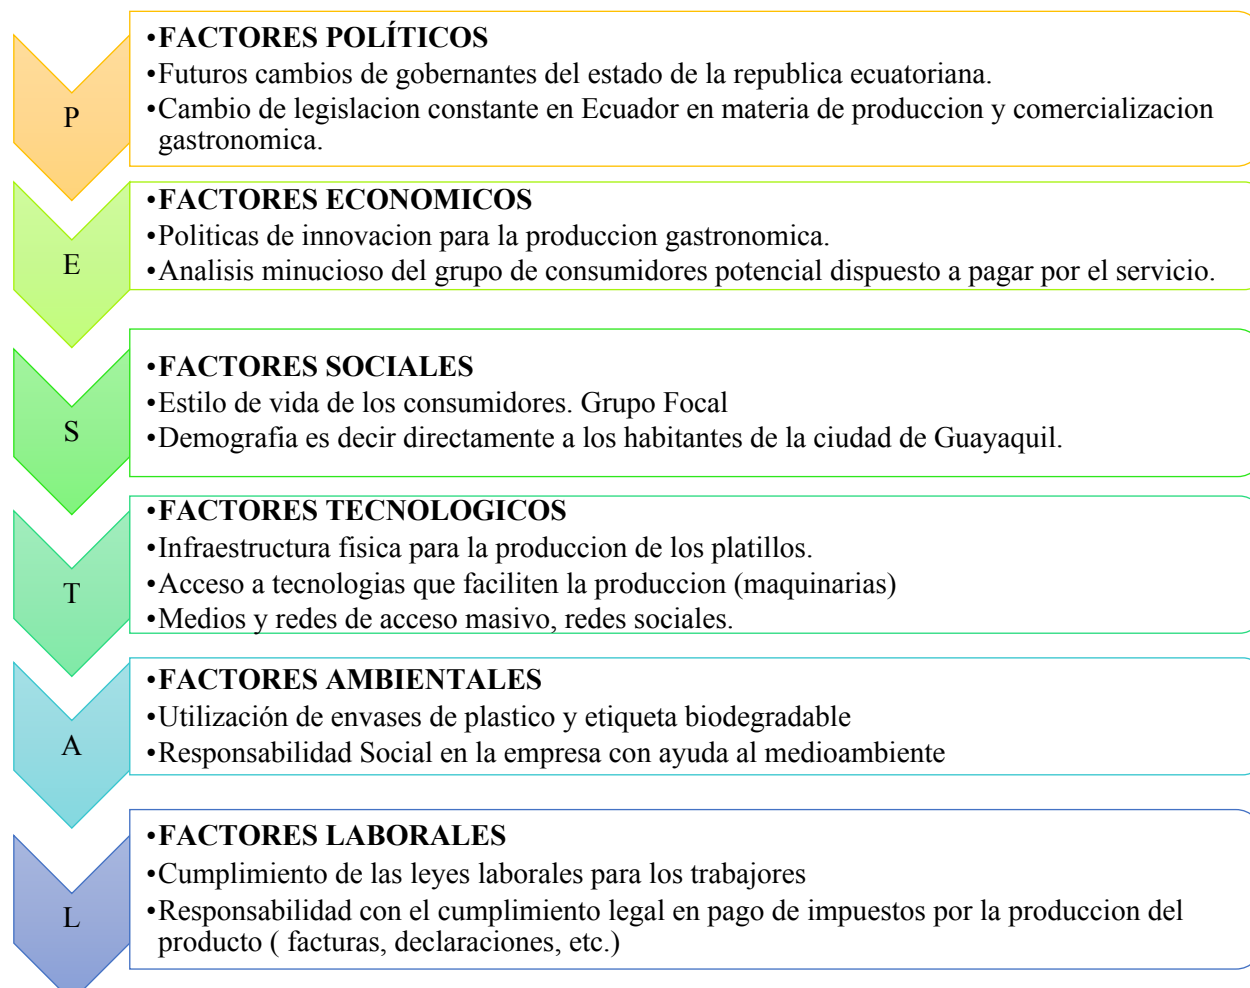 P
•FACTORES POLÍTICOS
•Futuros cambios de gobernantes del estado de la republica ecuatoriana.
•Cambio de legislacion constante en Ecuador en materia de produccion y comercializacion
gastronomica.
E
•FACTORES ECONOMICOS
•Politicas de innovacion para la produccion gastronomica.
•Analisis minucioso del grupo de consumidores potencial dispuesto a pagar por el servicio.
S
•FACTORES SOCIALES
•Estilo de vida de los consumidores. Grupo Focal
•Demografia es decir directamente a los habitantes de la ciudad de Guayaquil.
T
•FACTORES TECNOLOGICOS
•Infraestructura fisica para la produccion de los platillos.
•Acceso a tecnologias que faciliten la produccion (maquinarias)
•Medios y redes de acceso masivo, redes sociales.
A
•FACTORES AMBIENTALES
•Utilización de envases de plastico y etiqueta biodegradable
•Responsabilidad Social en la empresa con ayuda al medioambiente
L
•FACTORES LABORALES
•Cumplimiento de las leyes laborales para los trabajores
•Responsabilidad con el cumplimiento legal en pago de impuestos por la produccion del
producto ( facturas, declaraciones, etc.)